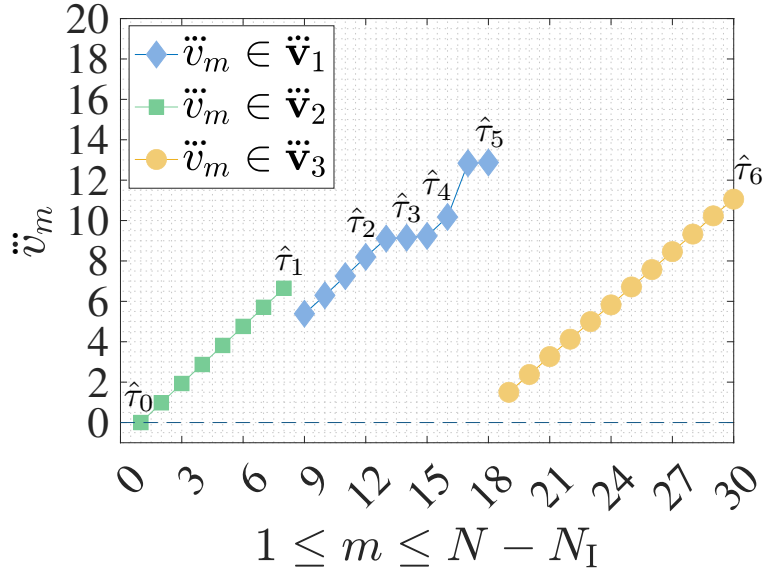 20
18
16
14
12
10
8
6
4
2
0
v⃛_m
v⃛_m ∈ 𝐯⃛_1
v⃛_m ∈ 𝐯⃛_2
v⃛_m ∈ 𝐯⃛_3
τ̂_0
τ̂_1
τ̂_2
τ̂_3
τ̂_4
τ̂_5
τ̂_6
0 3 6 9 12 15 18 21 24 27 30
1 ≤ m ≤ N − N_I